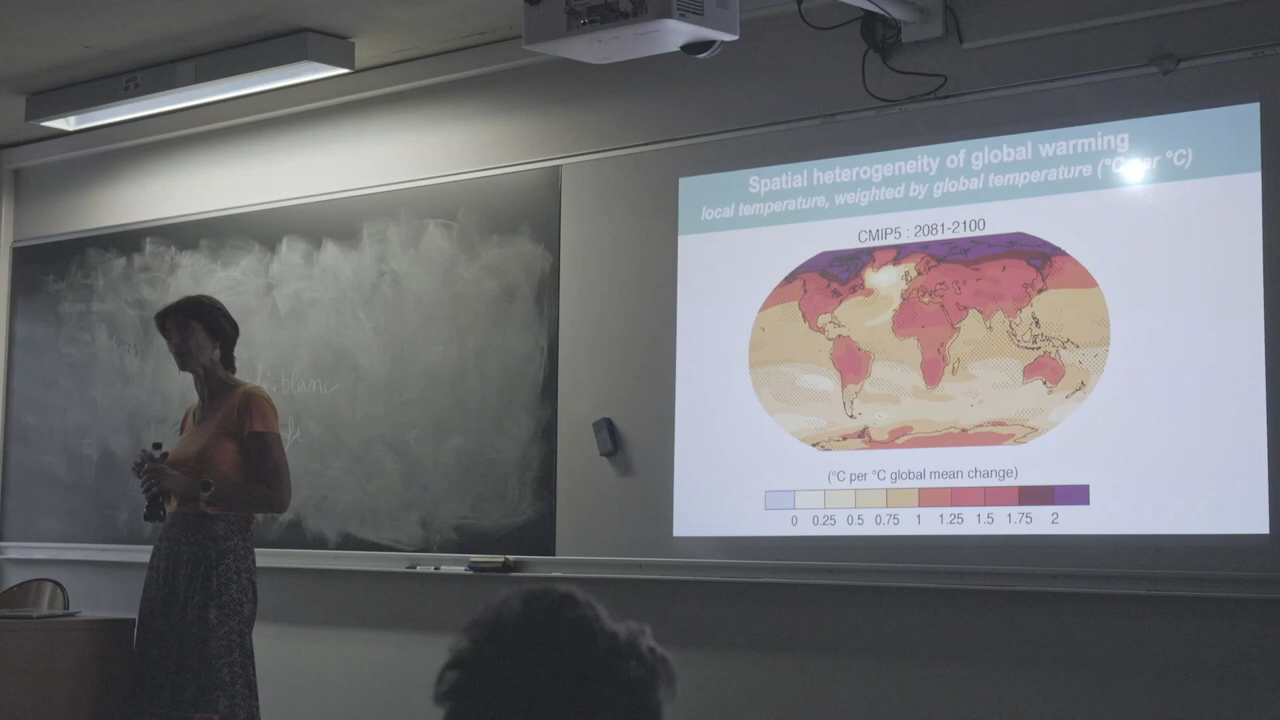 Spatial heterogeneity of global warming
local temperature, weighted by global temperature (°C per °C)
CMIP5 : 2081-2100
(°C per °C global mean change)
0 0.25 0.5 0.75 1 1.25 1.5 1.75 2
blanc